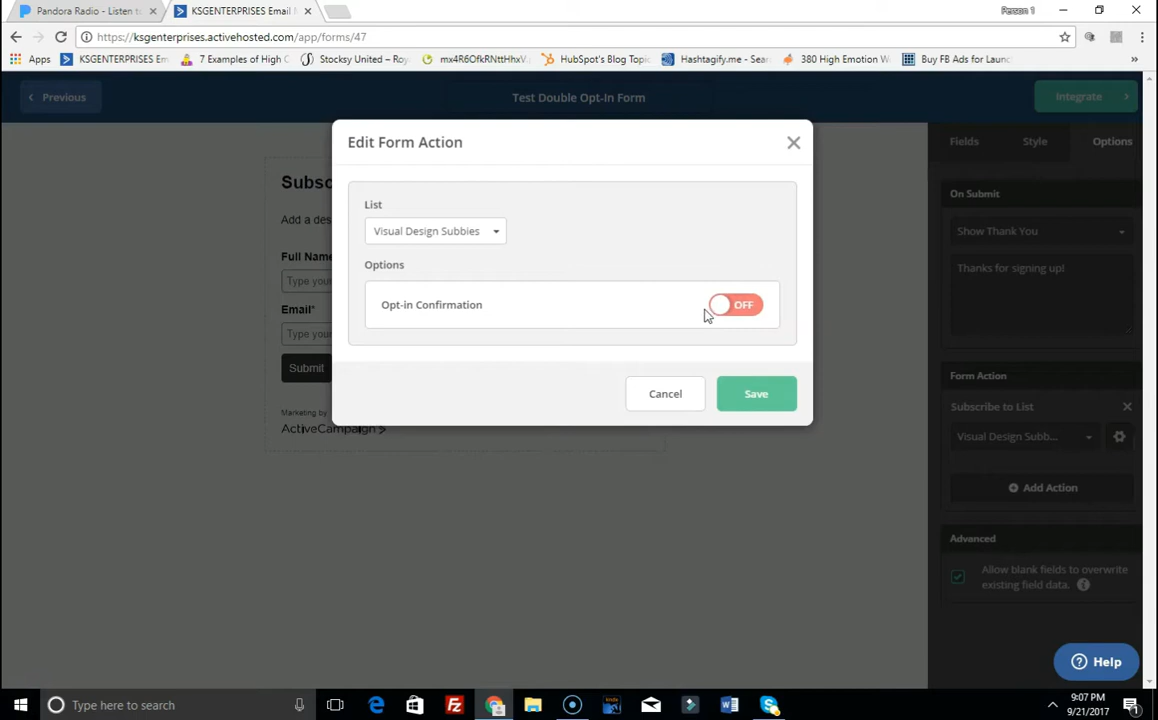 Pandora Radio - Listen to
KSGENTERPRISES Email M
Person 1
https://ksgenterprises.activehosted.com/app/forms/47
Apps
KSGENTERPRISES Em
7 Examples of High C
Stocksy United – Roy
mx4R6OfkRNttHhxV
HubSpot's Blog Topic
Hashtagify.me - Sear
380 High Emotion W
Buy FB Ads for Launc
Previous
Test Double Opt-In Form
Integrate
Edit Form Action
Fields
Style
Options
Subsc
On Submit
List
Add a des
Visual Design Subbies
Show Thank You
Full Name
Options
Thanks for signing up!
Type your
Opt-in Confirmation
OFF
Email*
Type your
Submit
Form Action
Cancel
Save
Subscribe to List
Marketing by
ActiveCampaign >
Visual Design Subb...
Add Action
Advanced
Allow blank fields to overwrite
existing field data.
Help
Type here to search
9:07 PM
9/21/2017